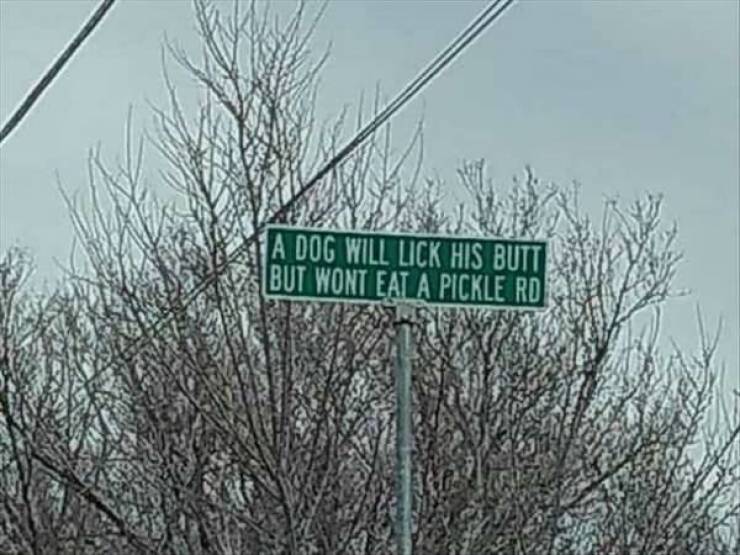 A DOG WILL LICK HIS BUTT
BUT WONT EAT A PICKLE RD